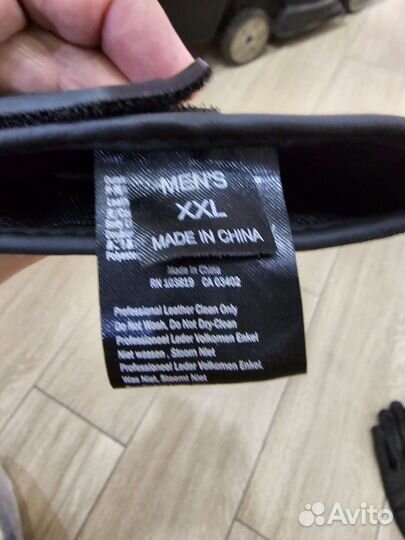 MEN'S
XXL
MADE IN CHINA
Made in China
RN 103819 CA 03402
Professional Leather Clean Only
Do Not Wash, Do Not Dry-Clean
Professional Leder Volkomen Enkel
Niet wassen, Stoom Niet
Professional Leder Volkomen Enkel
Was Niet, Stoomt Niet
Avito